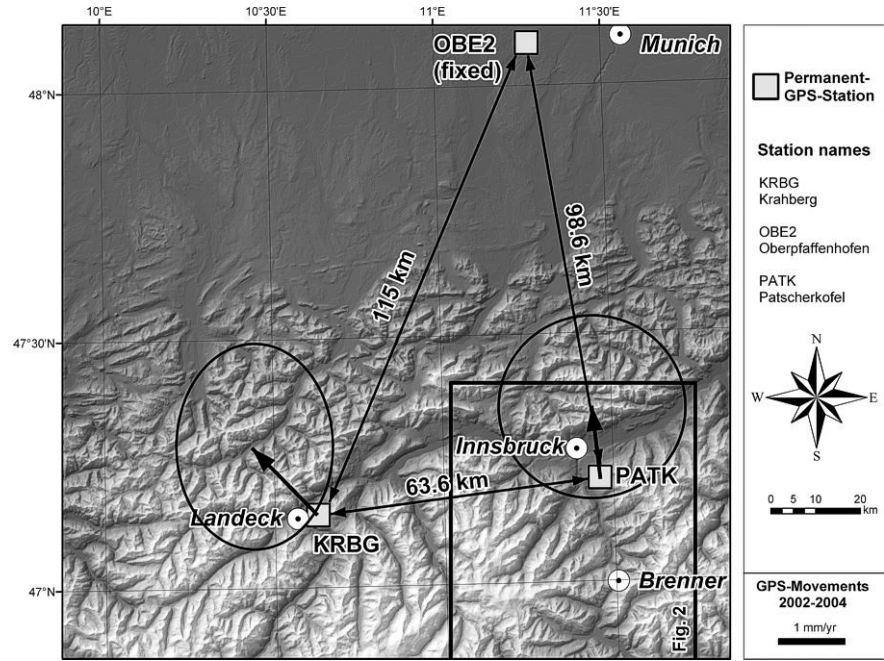 10°E
10°30'E
11°E
11°30'E
48°N
47°30'N
47°N
OBE2
(fixed)
Munich
115 km
98.6 km
Innsbruck
PATK
63.6 km
Landeck
KRBG
Brenner
Fig. 2
Permanent-
GPS-Station
Station names
KRBG
Krahberg
OBE2
Oberpfaffenhofen
PATK
Patscherkofel
N
W
E
S
0 5 10 20
km
GPS-Movements
2002-2004
1 mm/yr